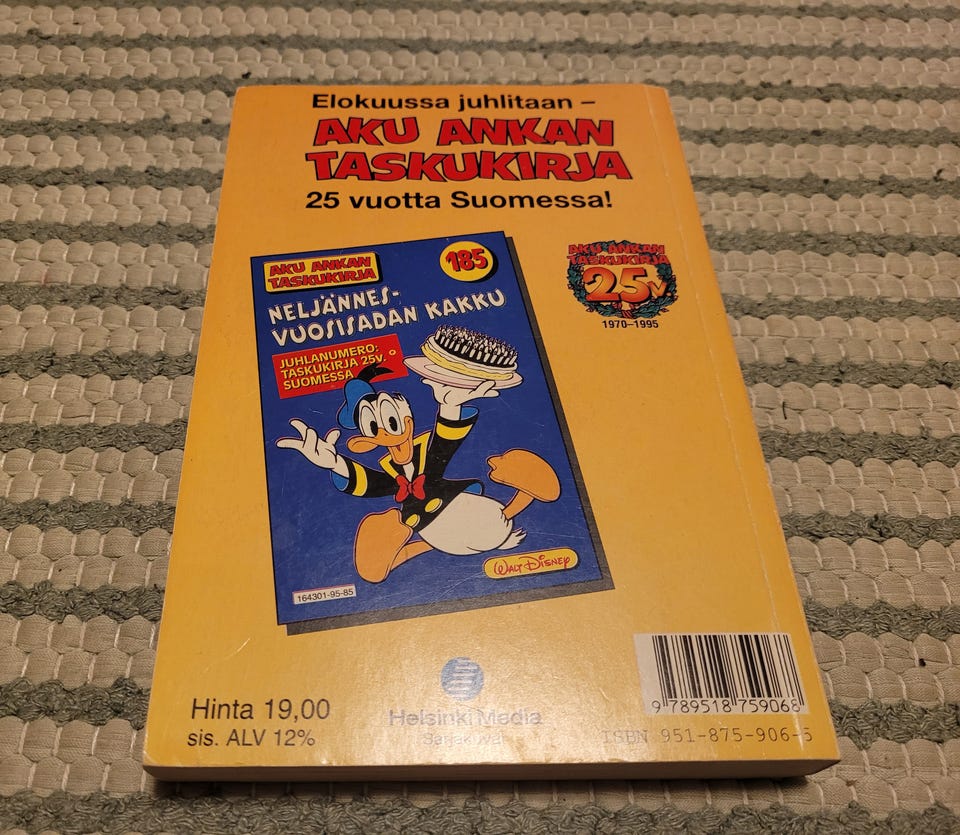 Elokuussa juhlitaan –
AKU ANKAN
TASKUKIRJA
25 vuotta Suomessa!
AKU ANKAN
TASKUKIRJA
185
NELJÄNNES-
VUOSISADAN KAKKU
JUHLANUMERO:
TASKUKIRJA 25V.
SUOMESSA
WALT DISNEY
164301-95-85
AKU ANKAN
TASKUKIRJA
25V
1970–1995
Hinta 19,00
sis. ALV 12%
Helsinki Media
Sarjakuvat
9 789518 759068
ISBN 951-875-906-5